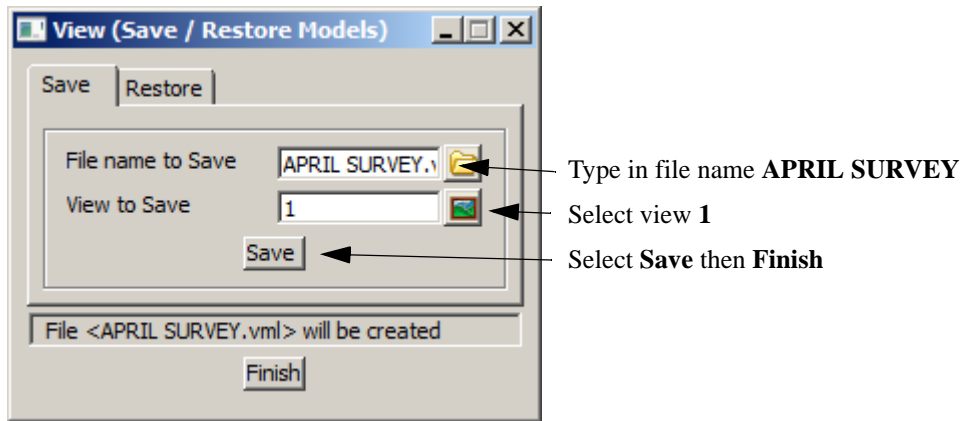 View (Save / Restore Models)
Save Restore
File name to Save APRIL SURVEY.v Type in file name APRIL SURVEY
View to Save 1 Select view 1
Save Select Save then Finish
File <APRIL SURVEY.vml> will be created
Finish